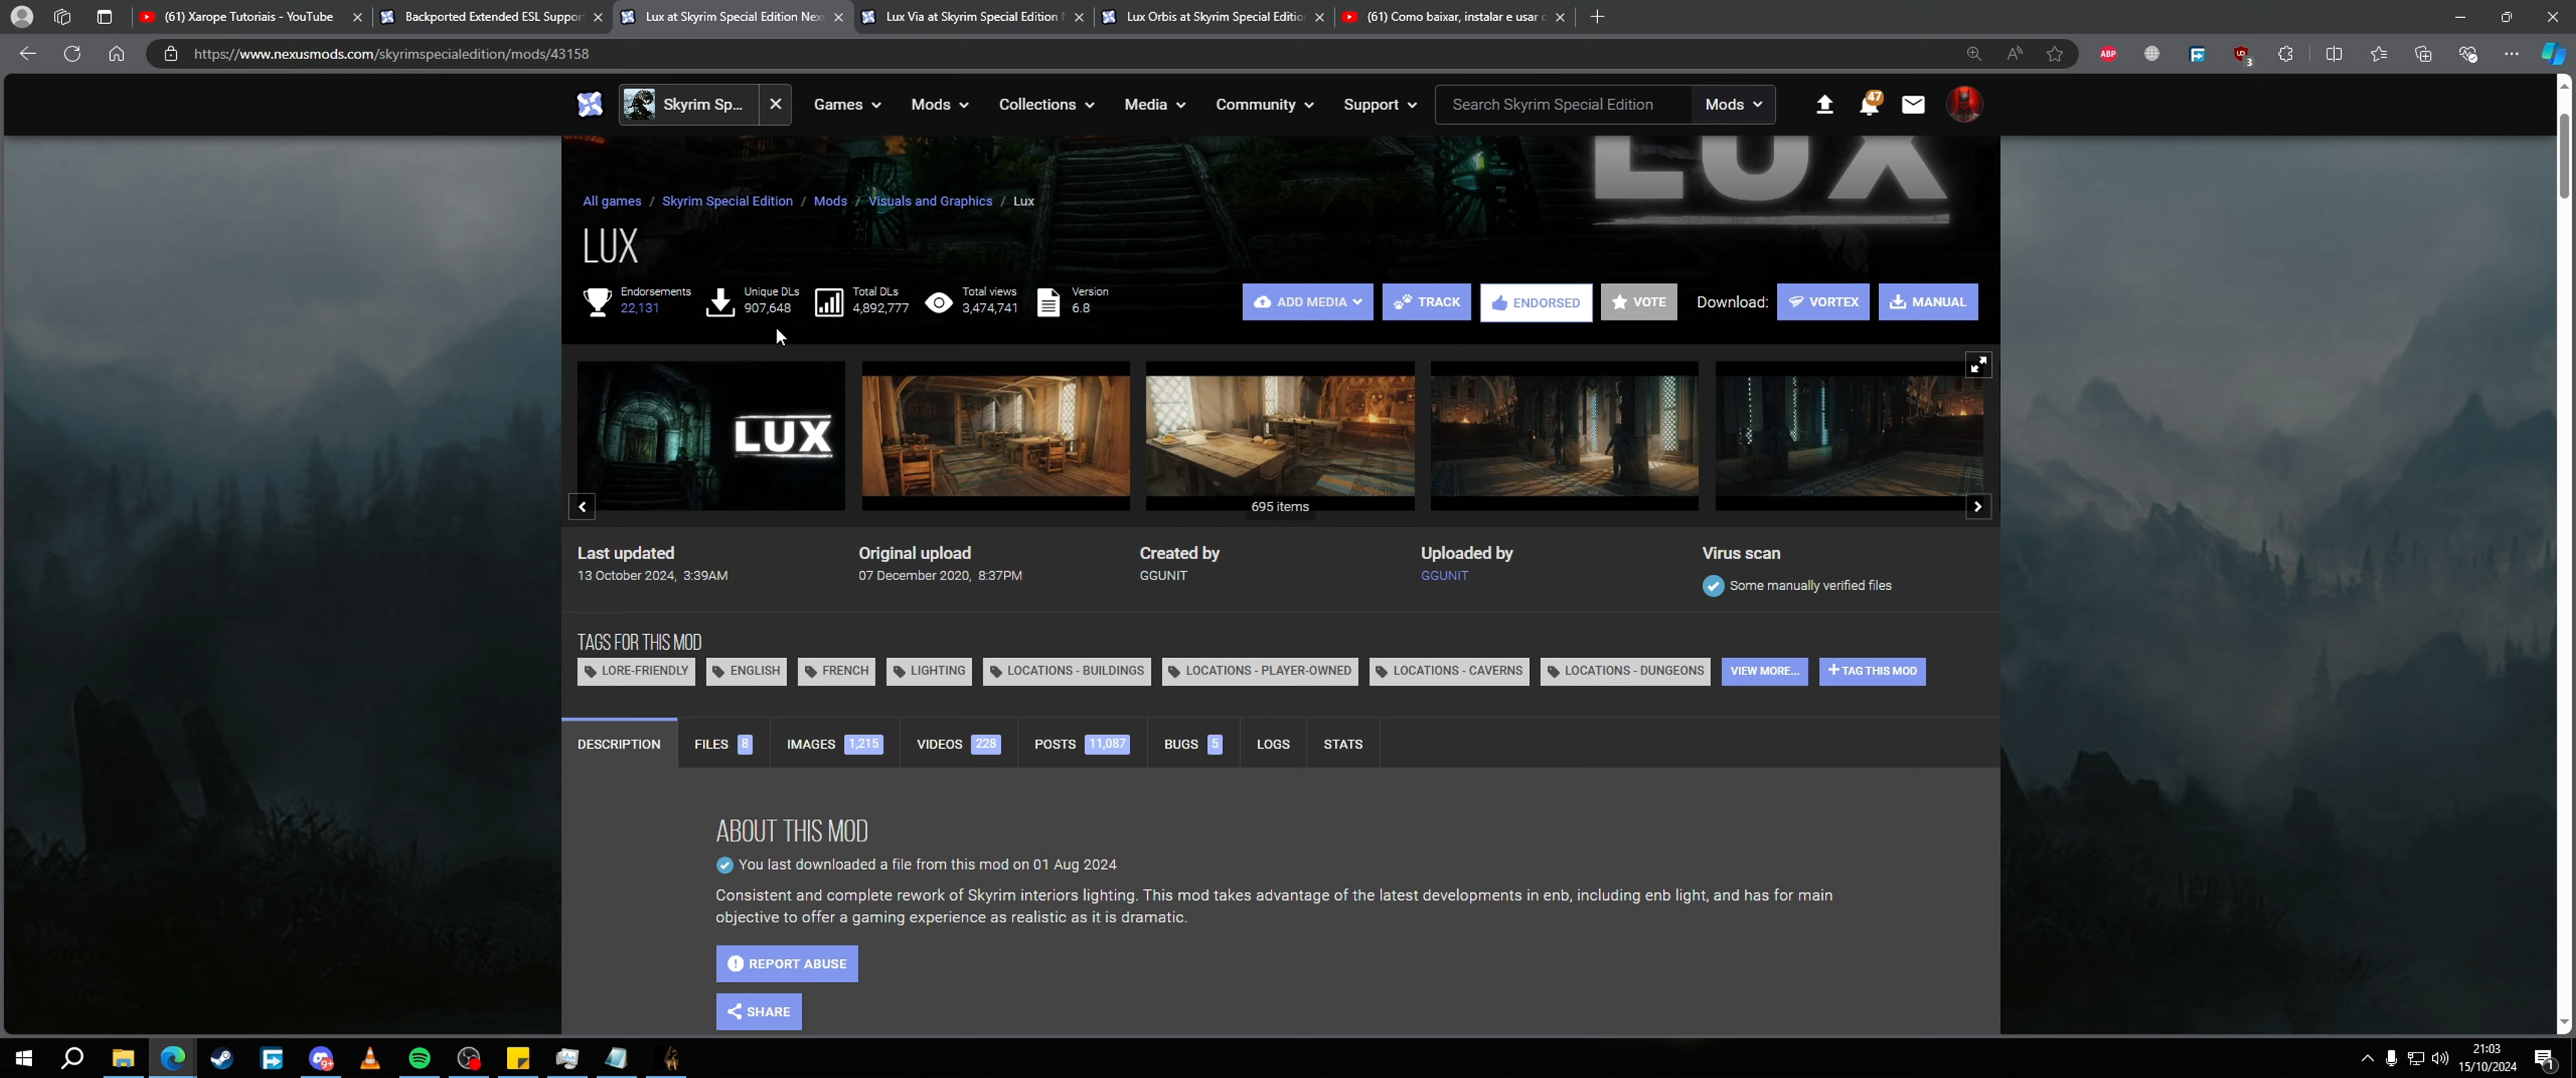 (61) Xarope Tutoriais - YouTube
Backported Extended ESL Suppor
Lux at Skyrim Special Edition Nex
Lux Via at Skyrim Special Edition
Lux Orbis at Skyrim Special Editio
(61) Como baixar, instalar e usar
https://www.nexusmods.com/skyrimspecialedition/mods/43158
ABP
3
Skyrim Sp...
Games
Mods
Collections
Media
Community
Support
Search Skyrim Special Edition
Mods
47
LUX
All games / Skyrim Special Edition / Mods / Visuals and Graphics / Lux
LUX
Endorsements
22,131
Unique DLs
907,648
Total DLs
4,892,777
Total views
3,474,741
Version
6.8
ADD MEDIA
TRACK
ENDORSED
VOTE
Download:
VORTEX
MANUAL
LUX
695 items
Last updated
13 October 2024, 3:39AM
Original upload
07 December 2020, 8:37PM
Created by
GGUNIT
Uploaded by
GGUNIT
Virus scan
Some manually verified files
TAGS FOR THIS MOD
LORE-FRIENDLY
ENGLISH
FRENCH
LIGHTING
LOCATIONS - BUILDINGS
LOCATIONS - PLAYER-OWNED
LOCATIONS - CAVERNS
LOCATIONS - DUNGEONS
VIEW MORE...
+ TAG THIS MOD
DESCRIPTION
FILES 8
IMAGES 1,215
VIDEOS 228
POSTS 11,087
BUGS 5
LOGS
STATS
ABOUT THIS MOD
You last downloaded a file from this mod on 01 Aug 2024
Consistent and complete rework of Skyrim interiors lighting. This mod takes advantage of the latest developments in enb, including enb light, and has for main
objective to offer a gaming experience as realistic as it is dramatic.
REPORT ABUSE
SHARE
9+
21:03
15/10/2024
1